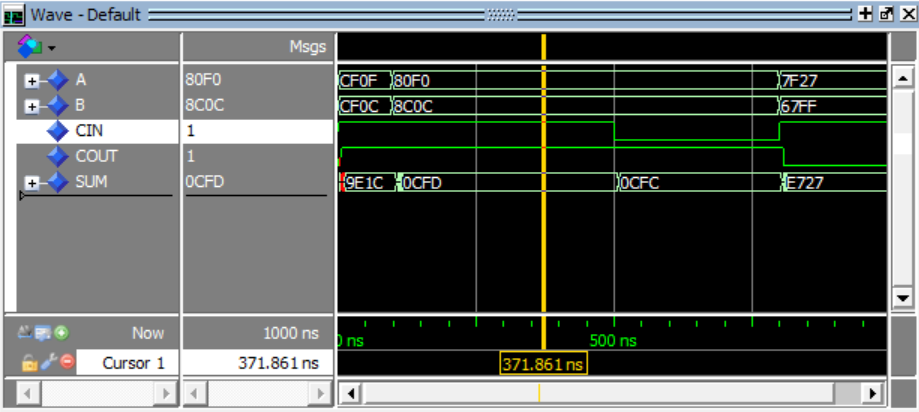 Wave - Default
Msgs
A 80F0 CF0F 80F0 7F27
B 8C0C CF0C 8C0C 67FF
CIN 1
COUT 1
SUM 0CFD 9E1C 0CFD 0CFC E727
Now 1000 ns ns 500 ns
Cursor 1 371.861 ns 371.861 ns